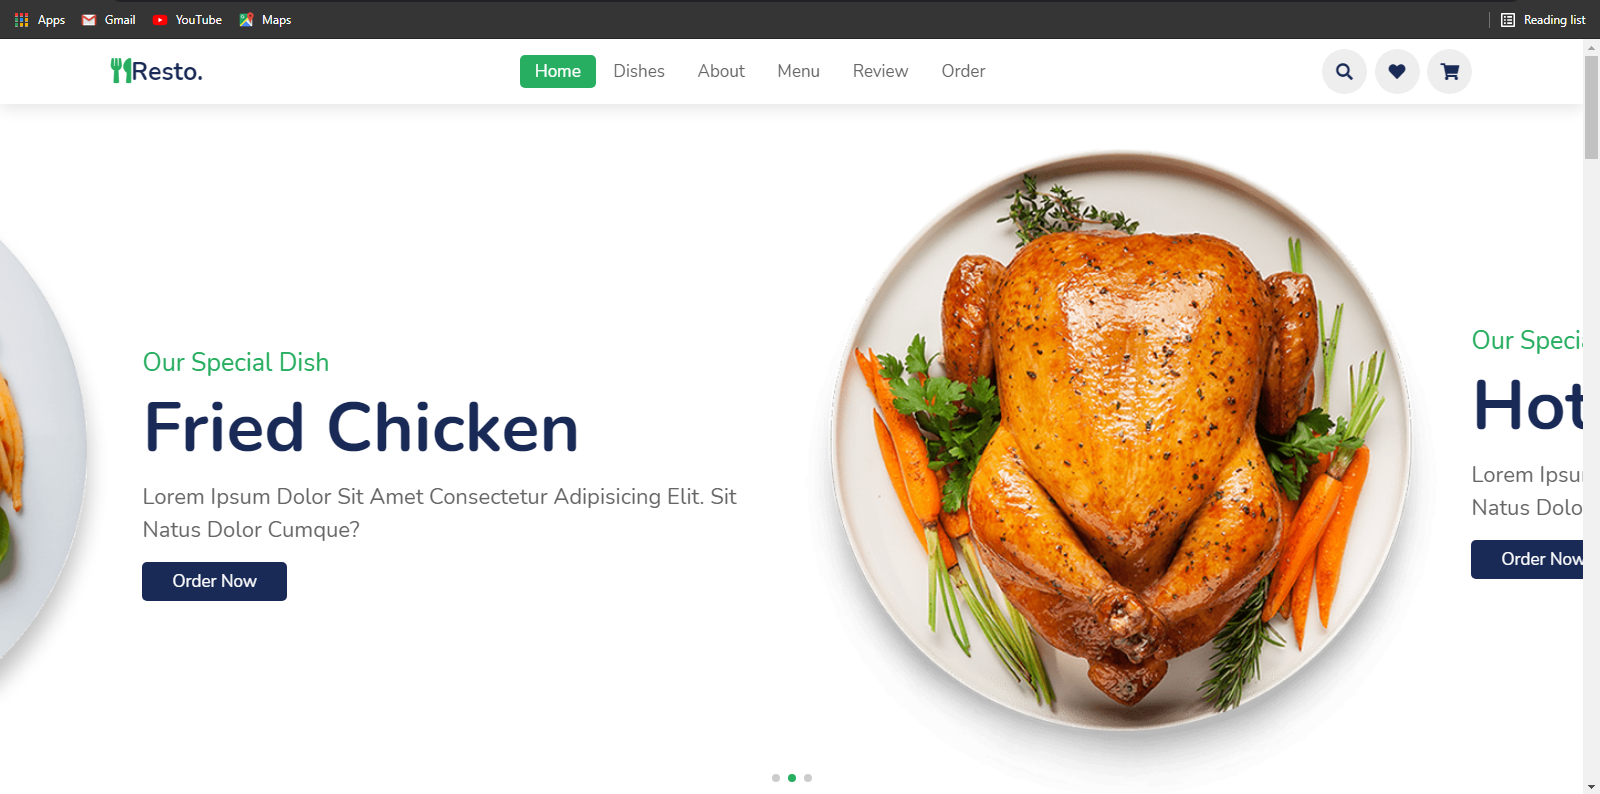 Apps Gmail YouTube Maps Reading list
Resto. Home Dishes About Menu Review Order
Our Special Dish
Fried Chicken
Lorem Ipsum Dolor Sit Amet Consectetur Adipisicing Elit. Sit
Natus Dolor Cumque?
Order Now
Our Speci
Hot
Lorem Ipsu
Natus Dolo
Order Now